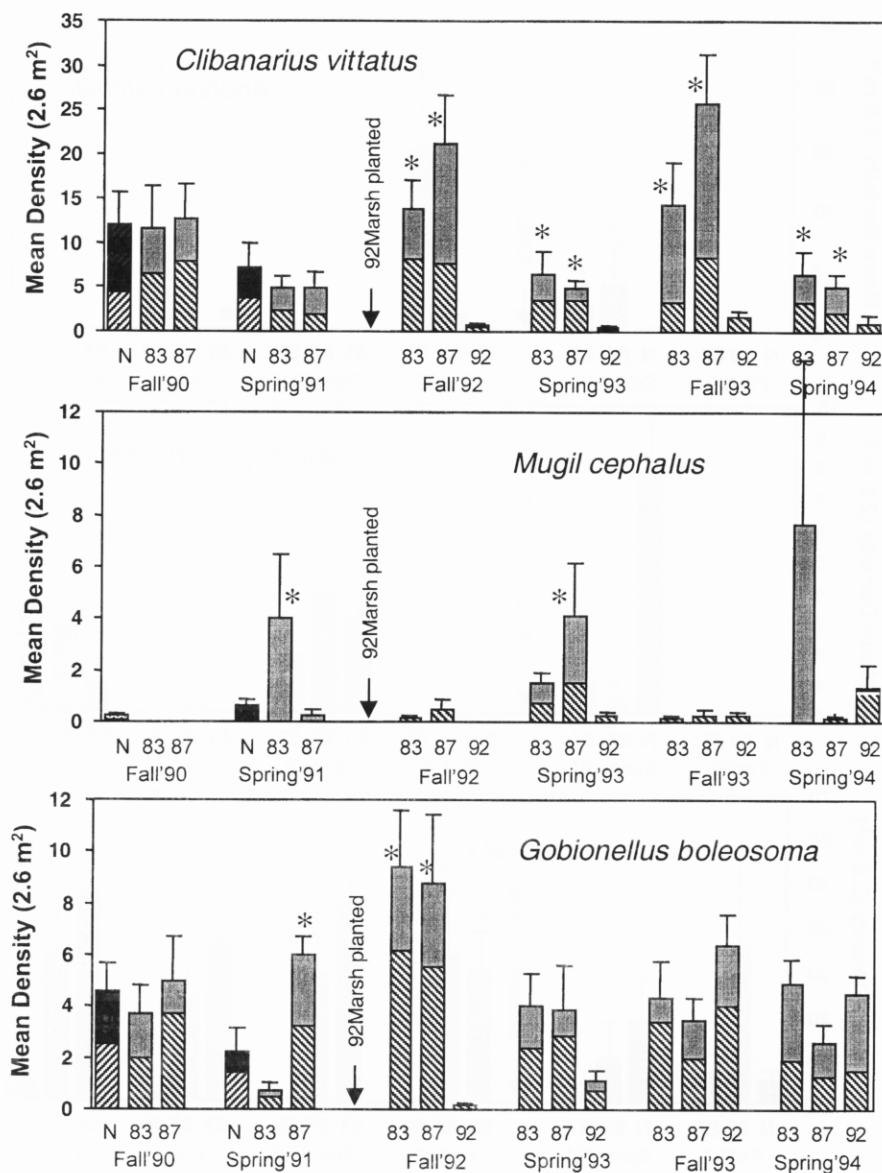 35
30
25
20
15
10
5
0
Mean Density (2.6 m²)
Clibanarius vittatus
92Marsh planted
* * * * * * * *
N 83 87 N 83 87 83 87 92 83 87 92 83 87 92 83 87 92
Fall'90 Spring'91 Fall'92 Spring'93 Fall'93 Spring'94
12
10
8
6
4
2
0
Mean Density (2.6 m²)
Mugil cephalus
92Marsh planted
* *
N 83 87 N 83 87 83 87 92 83 87 92 83 87 92 83 87 92
Fall'90 Spring'91 Fall'92 Spring'93 Fall'93 Spring'94
12
10
8
6
4
2
0
Mean Density (2.6 m²)
Gobionellus boleosoma
92Marsh planted
* * *
N 83 87 N 83 87 83 87 92 83 87 92 83 87 92 83 87 92
Fall'90 Spring'91 Fall'92 Spring'93 Fall'93 Spring'94